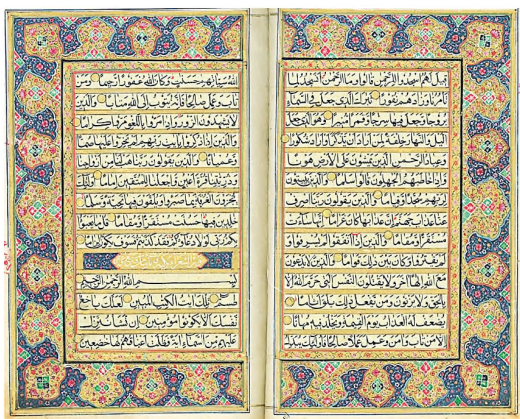 قيل لهم اسجدوا للرحمن قالوا وما الرحمن انسجد لما
تأمرنا وزادهم نفورا تبارك الذي جعل في السماء
بروجا وجعل فيها سراجا وقمرا منيرا وهو الذي جعل
الليل والنهار خلفة لمن اراد ان يذكر او اراد شكورا
وعباد الرحمن الذين يمشون على الارض هونا
واذا خاطبهم الجهلون قالوا سلاما والذين يبيتون
لربهم سجدا وقياما والذين يقولون ربنا اصرف
عنا عذاب جهنم ان عذابها كان غراما انها ساءت
مستقرا ومقاما والذين اذا انفقوا لم يسرفوا و
لم يقتروا وكان بين ذلك قواما والذين لا يدعون
مع الله الها اخر ولا يقتلون النفس التي حرم الله الا
بالحق ولا يزنون ومن يفعل ذلك يلق اثاما
يضعف له العذاب يوم القيمة ويخلد فيه مهانا
الا من تاب وامن وعمل عملا صالحا فاولئك يبدل
الله سيئاتهم حسنت وكان الله غفورا رحيما ومن
تاب وعمل صالحا فانه يتوب الى الله متابا والذين
لا يشهدون الزور واذا مروا باللغو مروا كراما
والذين اذا ذكروا بايت ربهم لم يخروا عليها صما
وعميانا والذين يقولون ربنا هب لنا من ازواجنا
وذريتنا قرة اعين واجعلنا للمتقين اماما اولئك
يجزون الغرفة بما صبروا ويلقون فيها تحية وسلاما
خلدين فيها حسنت مستقرا ومقاما قل ما يعبؤا
بكم ربي لولا دعاؤكم فقد كذبتم فسوف يكون لزاما
بسم الله الرحمن الرحيم
طسم تلك ايت الكتب المبين لعلك باخع
نفسك الا يكونوا مؤمنين ان نشأ ننزل
عليهم من السماء اية فظلت اعناقهم لها خضعين